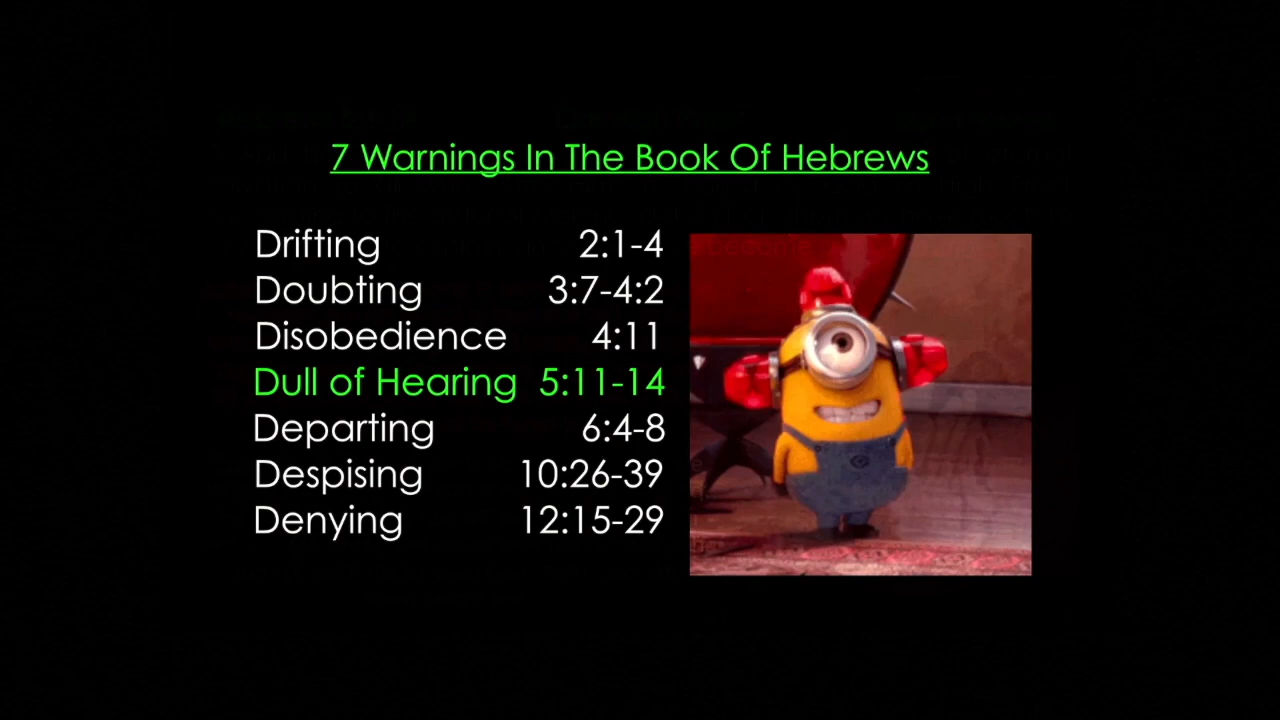 7 Warnings In The Book Of Hebrews
Drifting 2:1-4
Doubting 3:7-4:2
Disobedience 4:11
Dull of Hearing 5:11-14
Departing 6:4-8
Despising 10:26-39
Denying 12:15-29